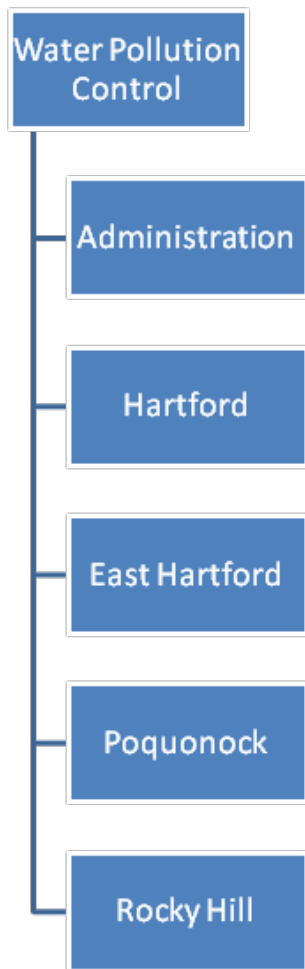 Water Pollution
Control
Administration
Hartford
East Hartford
Poquonock
Rocky Hill